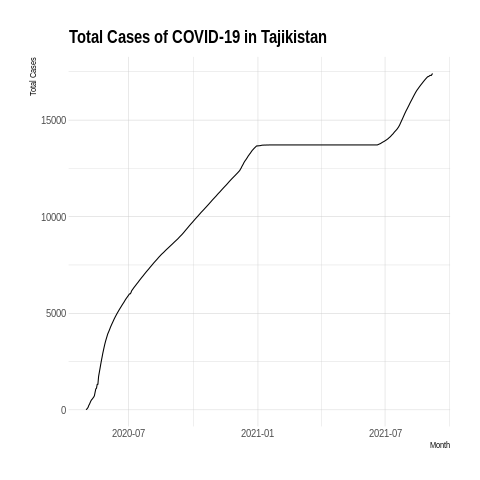 Total Cases of COVID-19 in Tajikistan
Total Cases
15000
10000
5000
0
2020-07
2021-01
2021-07
Month